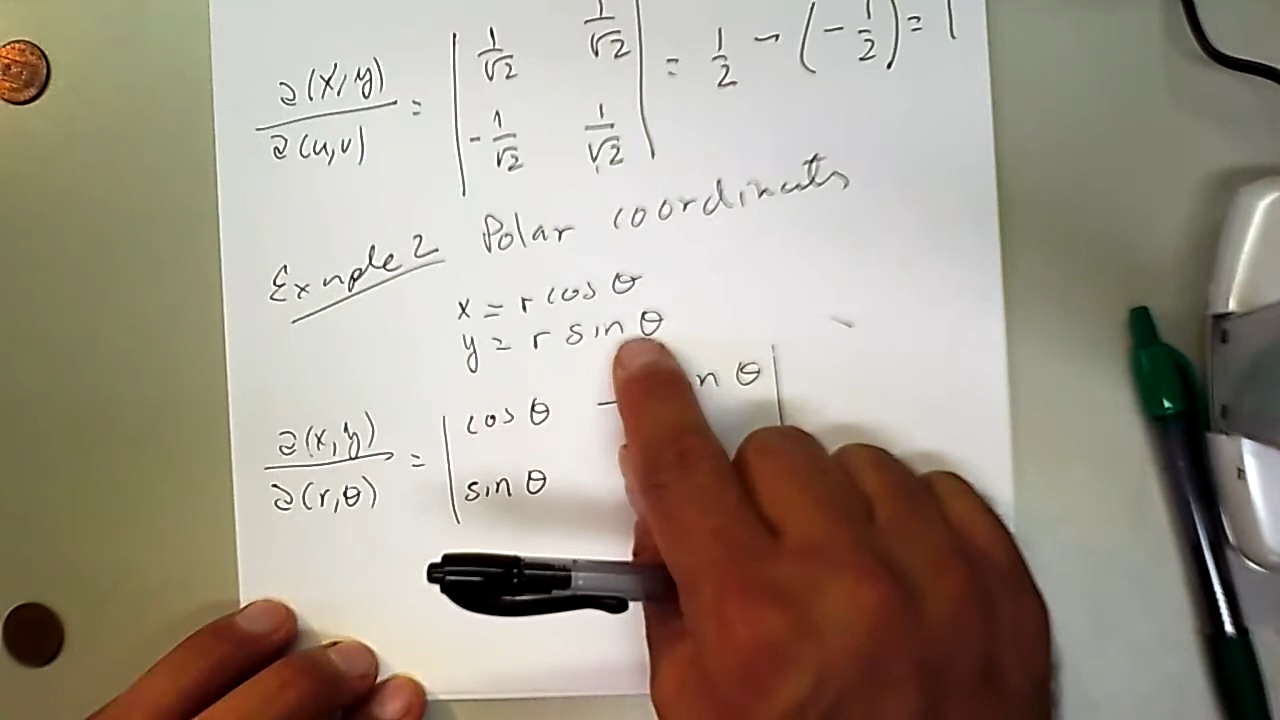 ∂(x,y)/∂(u,v) = | 1/√2 1/√2 | = 1/2 - (-1/2) = 1
| -1/√2 1/√2 |
Example 2 Polar coordinates
x = r cos θ
y = r sin θ
∂(x,y)/∂(r,θ) = | cos θ - n θ |
| sin θ